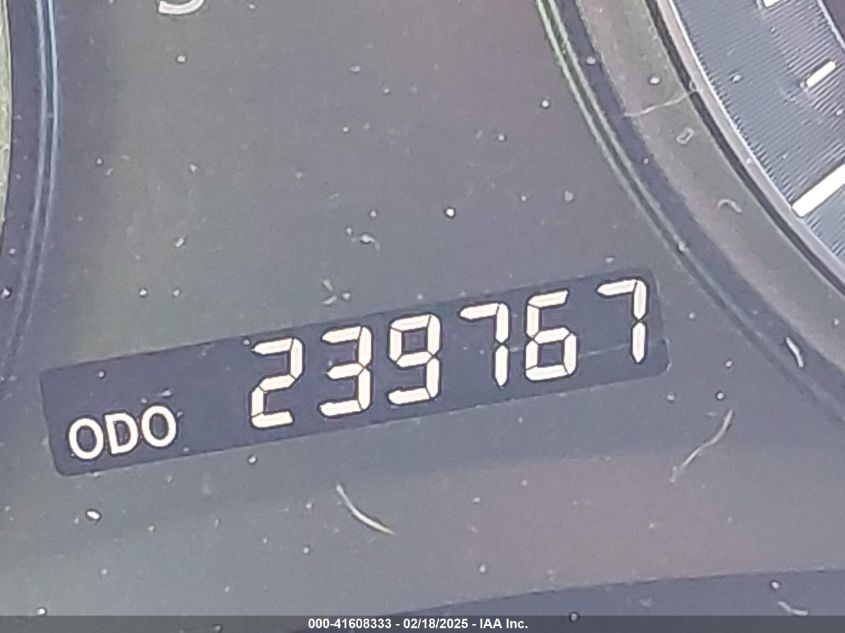 ODO 239767
000-41608333 - 02/18/2025 - IAA Inc.